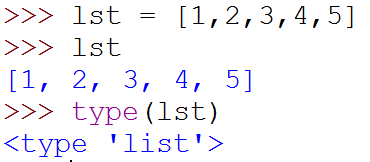 >>> lst = [1,2,3,4,5]
>>> lst
[1, 2, 3, 4, 5]
>>> type(lst)
<type 'list'>